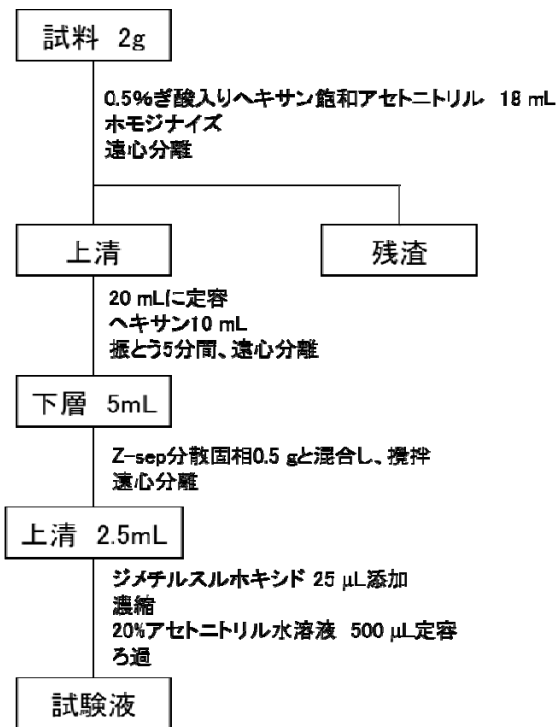 試料 2g
0.5%ぎ酸入りヘキサン飽和アセトニトリル 18 mL
ホモジナイズ
遠心分離
上清
残渣
20 mLに定容
ヘキサン10 mL
振とう5分間、遠心分離
下層 5mL
Z-sep分散固相0.5 gと混合し、攪拌
遠心分離
上清 2.5mL
ジメチルスルホキシド 25 μL添加
濃縮
20%アセトニトリル水溶液 500 μL定容
ろ過
試験液